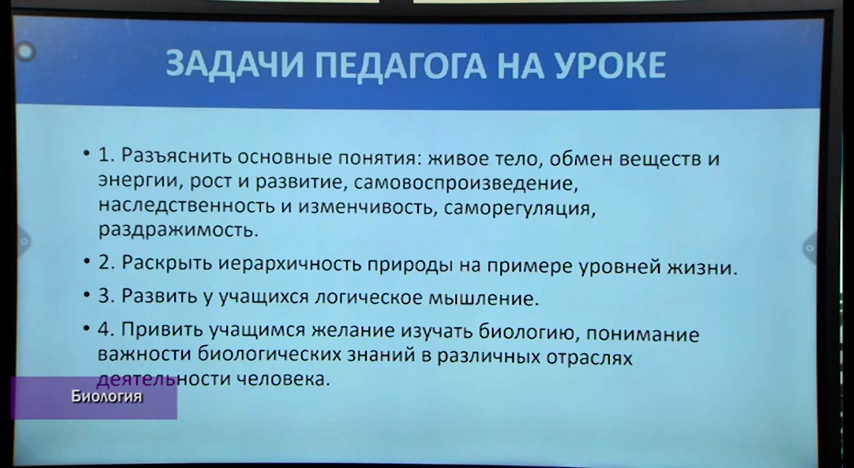 ЗАДАЧИ ПЕДАГОГА НА УРОКЕ
• 1. Разъяснить основные понятия: живое тело, обмен веществ и
энергии, рост и развитие, самовоспроизведение,
наследственность и изменчивость, саморегуляция,
раздражимость.
• 2. Раскрыть иерархичность природы на примере уровней жизни.
• 3. Развить у учащихся логическое мышление.
• 4. Привить учащимся желание изучать биологию, понимание
важности биологических знаний в различных отраслях
деятельности человека.
Биология